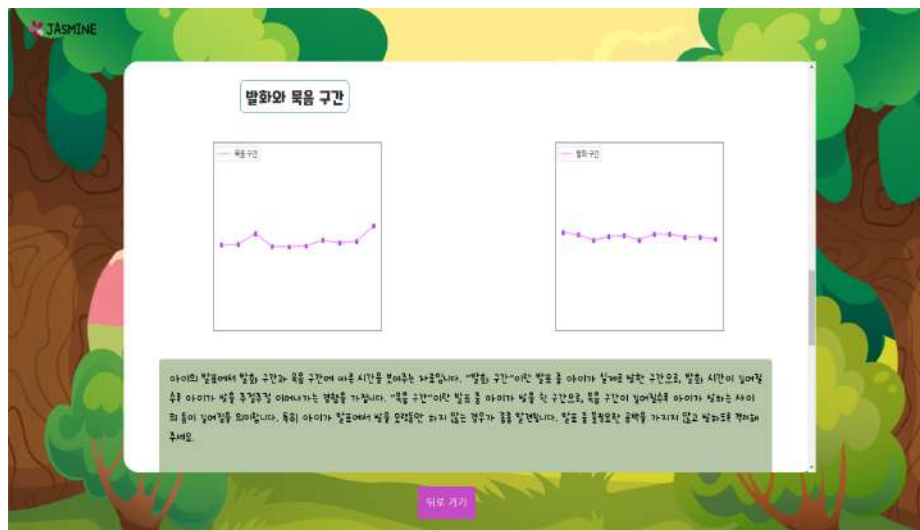 JASMINE
발화와 묵음 구간
묵음 구간
발화 구간
아이의 발표에서 발화 구간과 묵음 구간에 따른 시간을 보여주는 자료입니다. "발화 구간"이란 발표 중 아이가 실제로 말한 구간으로, 발화 시간이 길어질
수록 아이가 말을 주절주절 이어나가는 경향을 가집니다. "묵음 구간"이란 발표 중 아이가 말을 쉰 구간으로, 묵음 구간이 길어질수록 아이가 말하는 사이
의 틈이 길어짐을 의미합니다. 특히 아이가 발표에서 말을 오랫동안 하지 않는 경우가 종종 발견됩니다. 발표 중 불필요한 공백을 가지지 않고 말하도록 격려해
주세요.
뒤로 가기